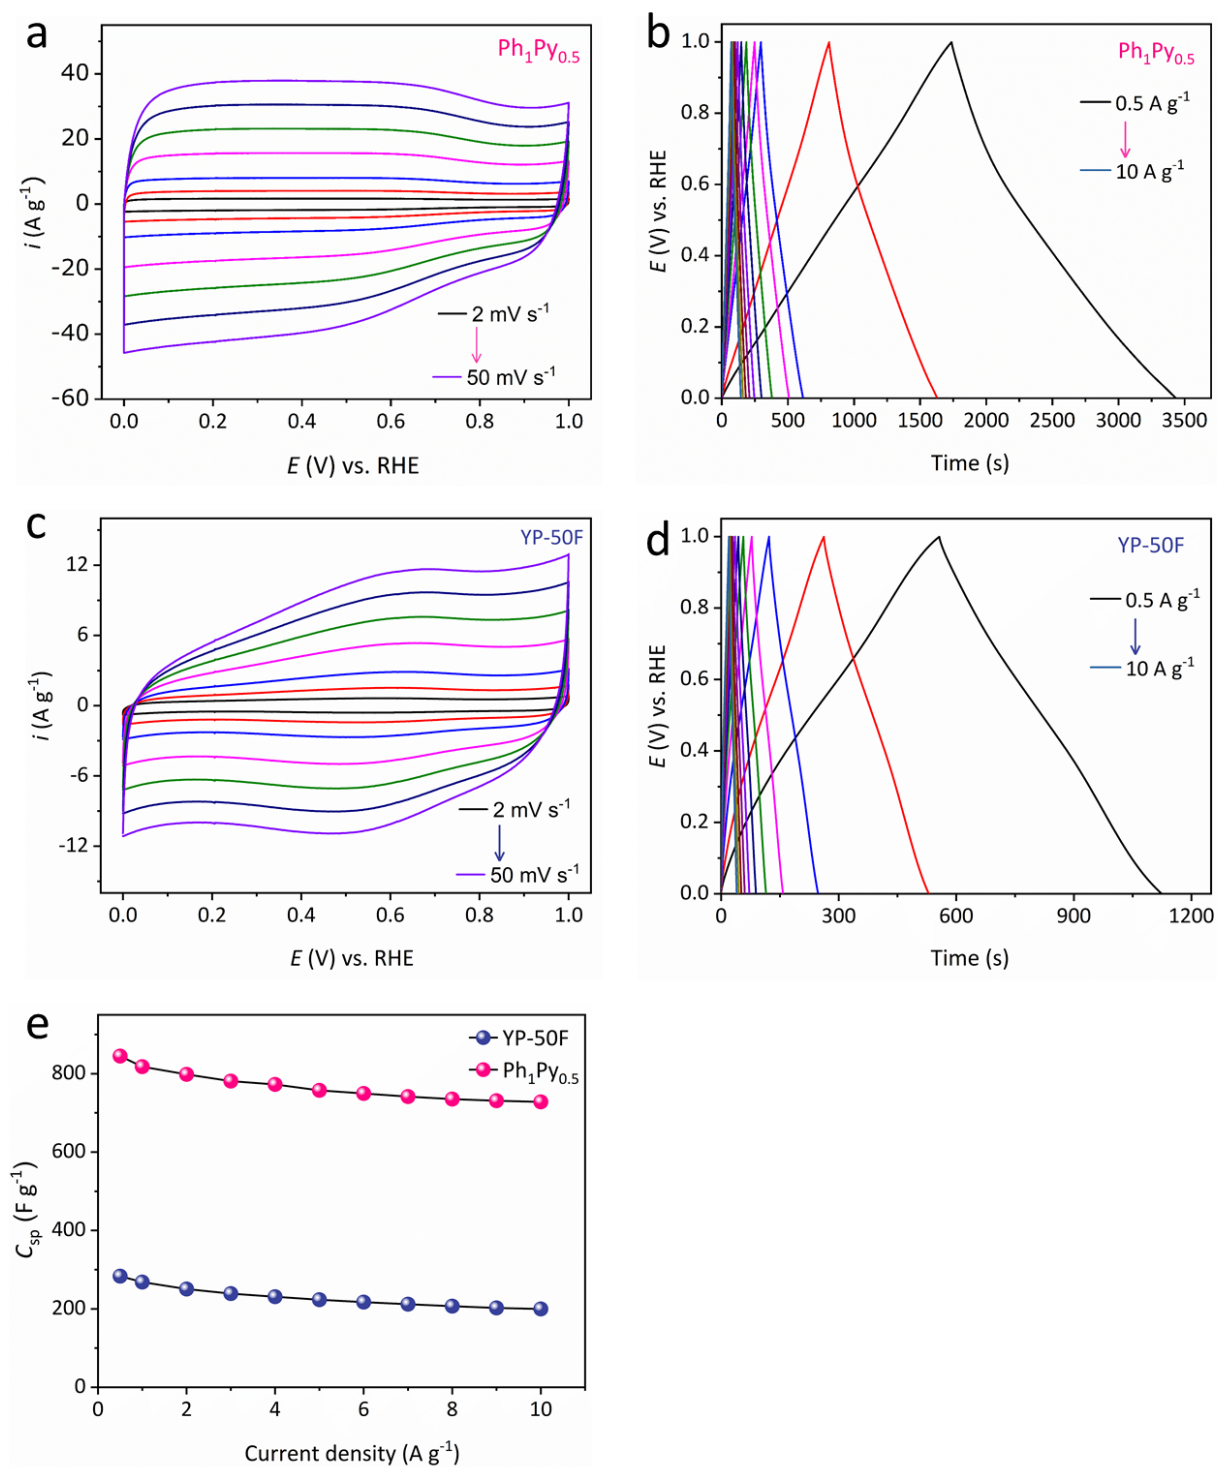 a
Ph₁Py₀.₅
40
20
0
-20
-40
-60
i (A g⁻¹)
2 mV s⁻¹
50 mV s⁻¹
0.0 0.2 0.4 0.6 0.8 1.0
E (V) vs. RHE
b
Ph₁Py₀.₅
1.0
0.8
0.6
0.4
0.2
0.0
E (V) vs. RHE
0.5 A g⁻¹
10 A g⁻¹
0 500 1000 1500 2000 2500 3000 3500
Time (s)
c
YP-50F
12
6
0
-6
-12
i (A g⁻¹)
2 mV s⁻¹
50 mV s⁻¹
0.0 0.2 0.4 0.6 0.8 1.0
E (V) vs. RHE
d
YP-50F
1.0
0.8
0.6
0.4
0.2
0.0
E (V) vs. RHE
0.5 A g⁻¹
10 A g⁻¹
0 300 600 900 1200
Time (s)
e
YP-50F
Ph₁Py₀.₅
800
600
400
200
0
Csp (F g⁻¹)
0 2 4 6 8 10
Current density (A g⁻¹)